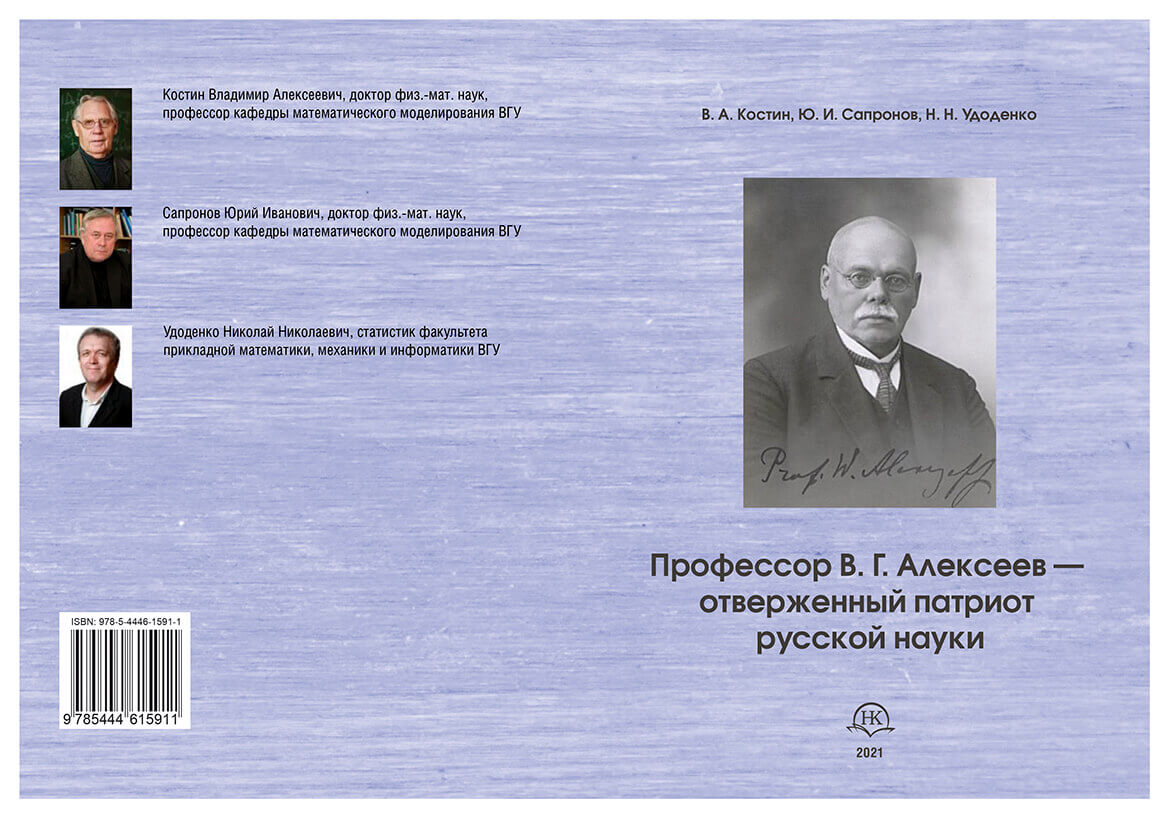 Костин Владимир Алексеевич, доктор физ.-мат. наук,
профессор кафедры математического моделирования ВГУ
Сапронов Юрий Иванович, доктор физ.-мат. наук,
профессор кафедры математического моделирования ВГУ
Удоденко Николай Николаевич, статистик факультета
прикладной математики, механики и информатики ВГУ
ISBN: 978-5-4446-1591-1
9 785444 615911
В. А. Костин, Ю. И. Сапронов, Н. Н. Удоденко
Prof. W. Alexejeff
Профессор В. Г. Алексеев —
отверженный патриот
русской науки
НК
2021